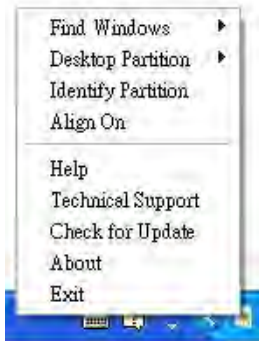 Find Windows
Desktop Partition
Identify Partition
Align On
Help
Technical Support
Check for Update
About
Exit